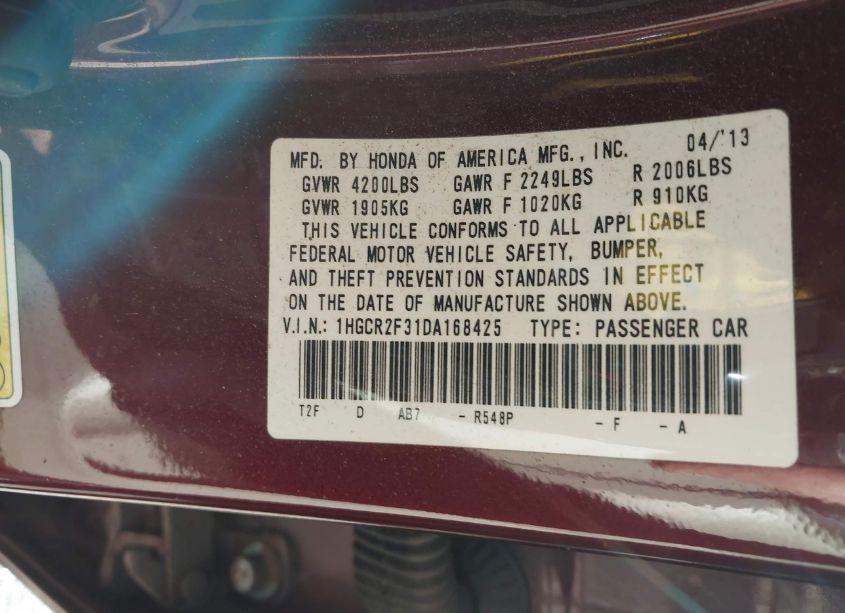 MFD. BY HONDA OF AMERICA MFG., INC. 04/'13
GVWR 4200LBS GAWR F 2249LBS R 2006LBS
GVWR 1905KG GAWR F 1020KG R 910KG
THIS VEHICLE CONFORMS TO ALL APPLICABLE
FEDERAL MOTOR VEHICLE SAFETY, BUMPER,
AND THEFT PREVENTION STANDARDS IN EFFECT
ON THE DATE OF MANUFACTURE SHOWN ABOVE.
V.I.N.: 1HGCR2F31DA168425 TYPE: PASSENGER CAR
T2F D AB7 - R548P - F - A